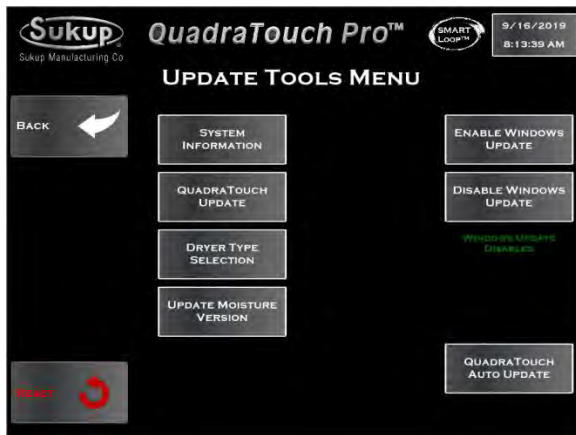 Sukup
Sukup Manufacturing Co
QuadraTouch Pro™
SMART
LOOP™
9/16/2019
8:13:39 AM
UPDATE TOOLS MENU
BACK
SYSTEM
INFORMATION
ENABLE WINDOWS
UPDATE
QUADRATOUCH
UPDATE
DISABLE WINDOWS
UPDATE
WINDOWS UPDATE
DISABLED
DRYER TYPE
SELECTION
UPDATE MOISTURE
VERSION
RESET
QUADRATOUCH
AUTO UPDATE